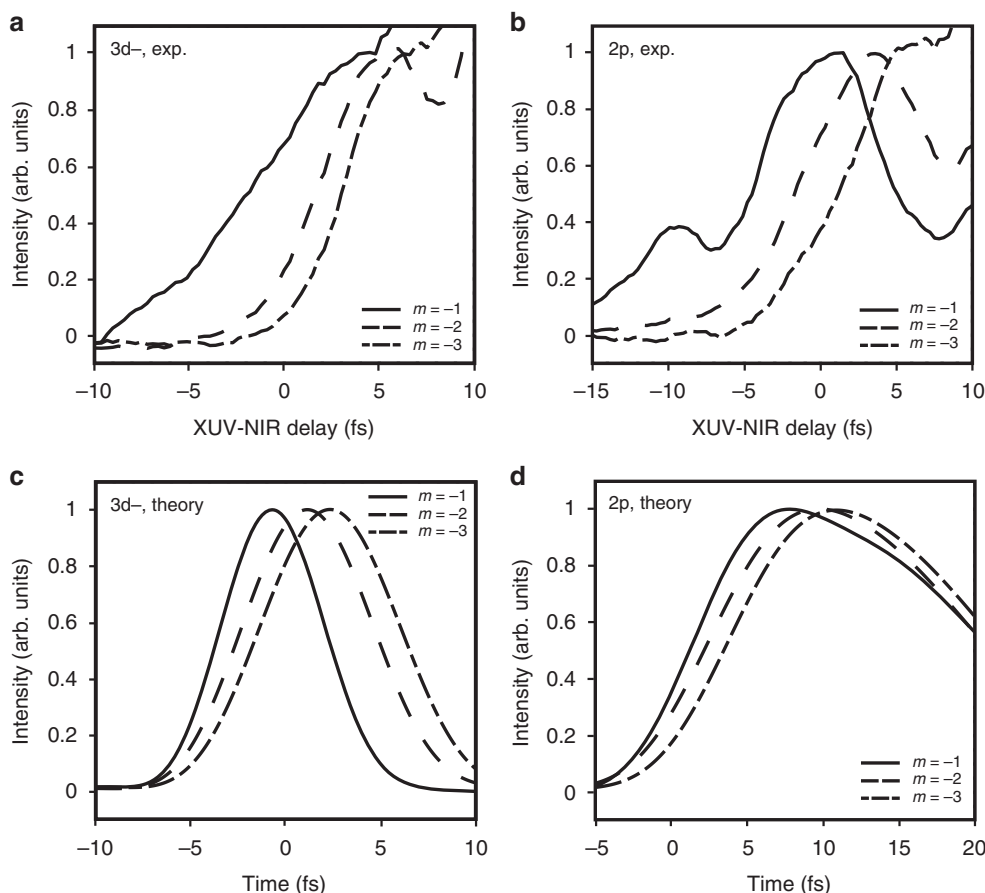 a
3d–, exp.
Intensity (arb. units)
1
0.8
0.6
0.4
0.2
0
m = –1
m = –2
m = –3
–10
–5
0
5
10
XUV-NIR delay (fs)
b
2p, exp.
Intensity (arb. units)
1
0.8
0.6
0.4
0.2
0
m = –1
m = –2
m = –3
–15
–10
–5
0
5
10
XUV-NIR delay (fs)
c
3d–, theory
m = –1
m = –2
m = –3
Intensity (arb. units)
1
0.8
0.6
0.4
0.2
0
–10
–5
0
5
10
Time (fs)
d
2p, theory
Intensity (arb. units)
1
0.8
0.6
0.4
0.2
0
m = –1
m = –2
m = –3
–5
0
5
10
15
20
Time (fs)